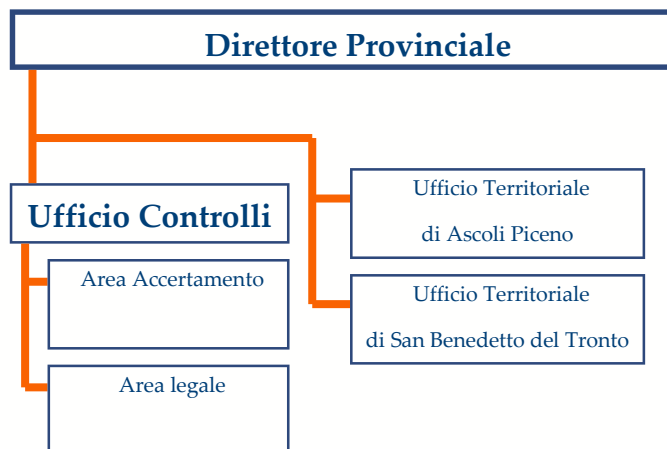 Direttore Provinciale
Ufficio Controlli
Area Accertamento
Area legale
Ufficio Territoriale
di Ascoli Piceno
Ufficio Territoriale
di San Benedetto del Tronto